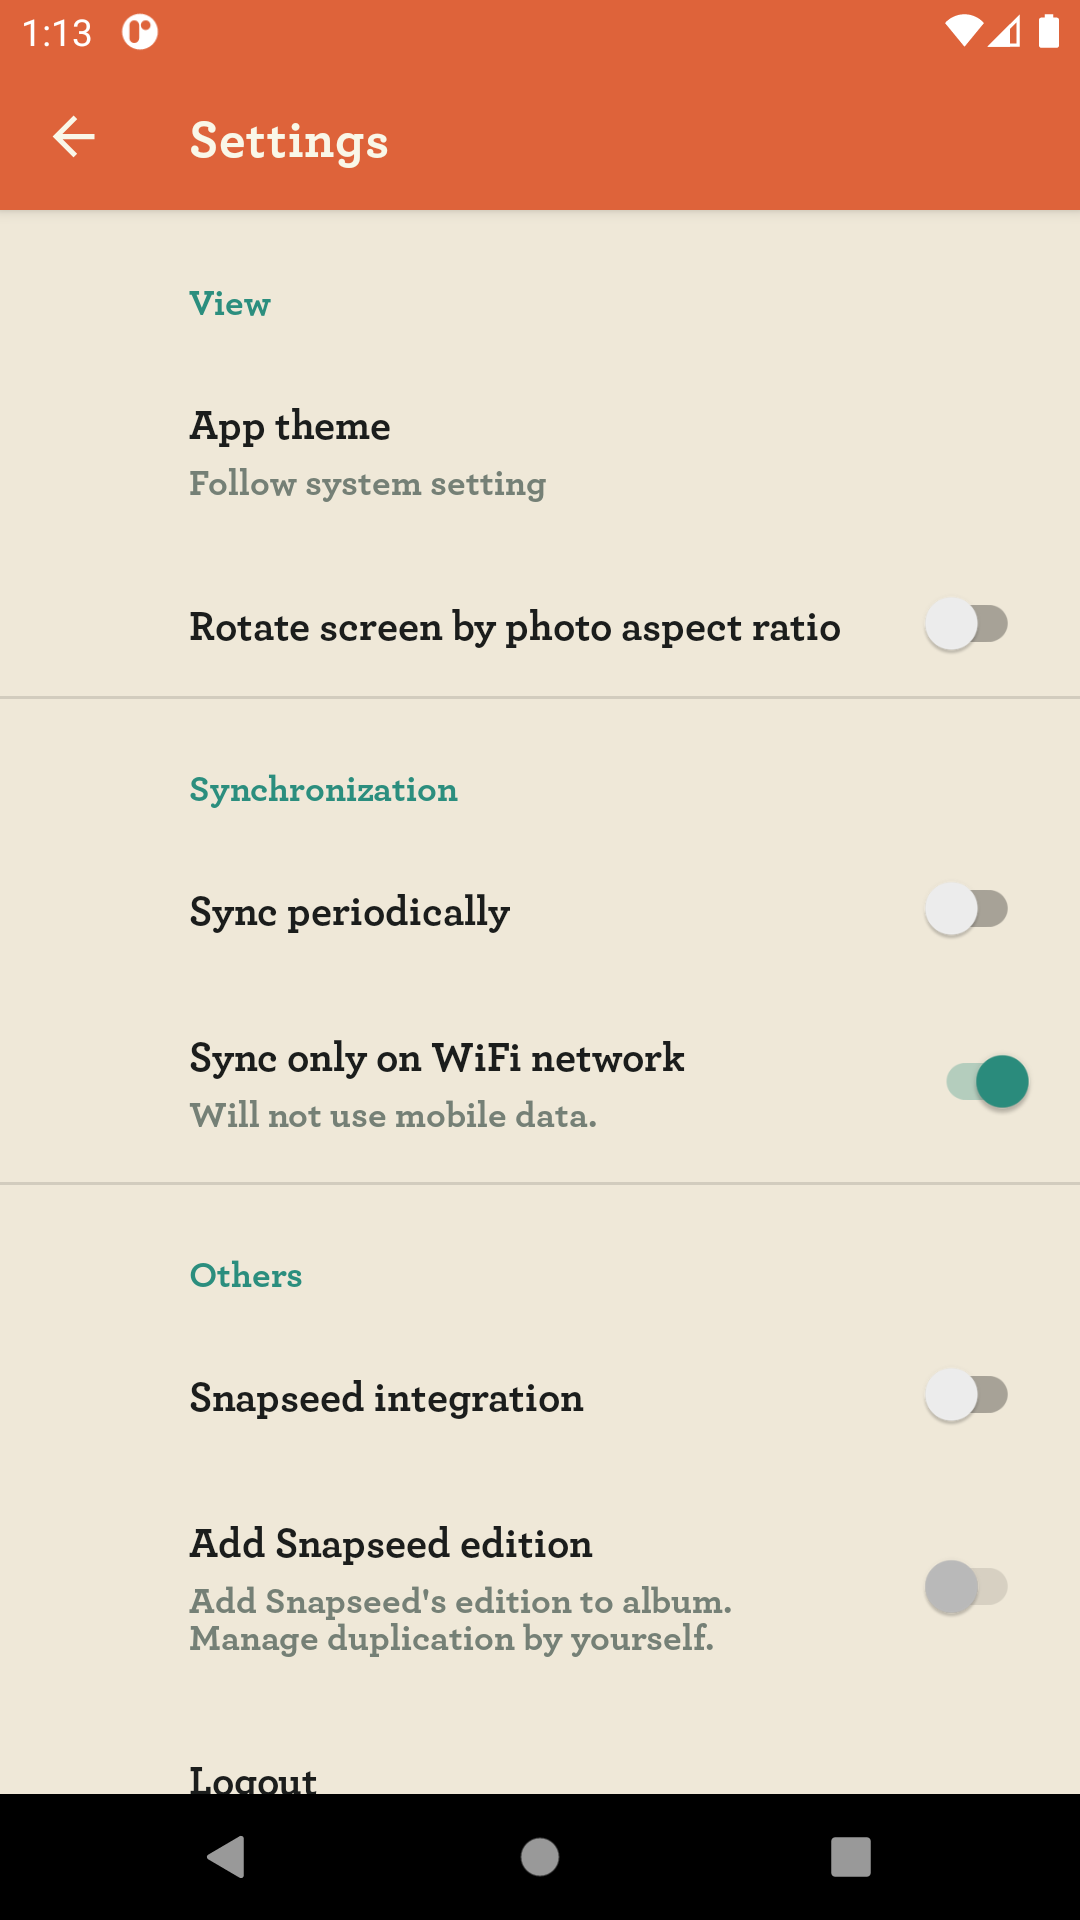 1:13
Settings
View
App theme
Follow system setting
Rotate screen by photo aspect ratio
Synchronization
Sync periodically
Sync only on WiFi network
Will not use mobile data.
Others
Snapseed integration
Add Snapseed edition
Add Snapseed's edition to album.
Manage duplication by yourself.
Logout